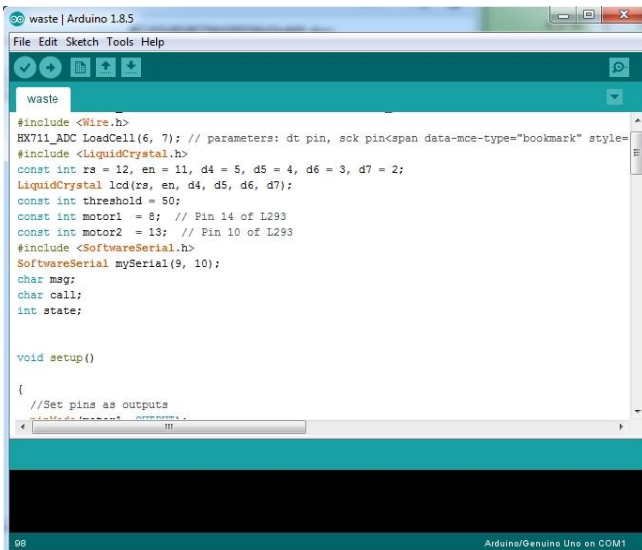 waste | Arduino 1.8.5
File Edit Sketch Tools Help
waste
#include <Wire.h>
HX711_ADC LoadCell(6, 7); // parameters: dt pin, sck pin<span data-mce-type="bookmark" style=
#include <LiquidCrystal.h>
const int rs = 12, en = 11, d4 = 5, d5 = 4, d6 = 3, d7 = 2;
LiquidCrystal lcd(rs, en, d4, d5, d6, d7);
const int threshold = 50;
const int motor1  = 8;  // Pin 14 of L293
const int motor2  = 13;  // Pin 10 of L293
#include <SoftwareSerial.h>
SoftwareSerial mySerial(9, 10);
char msg;
char call;
int state;
void setup()
{
//Set pins as outputs
98
Arduino/Genuino Uno on COM1